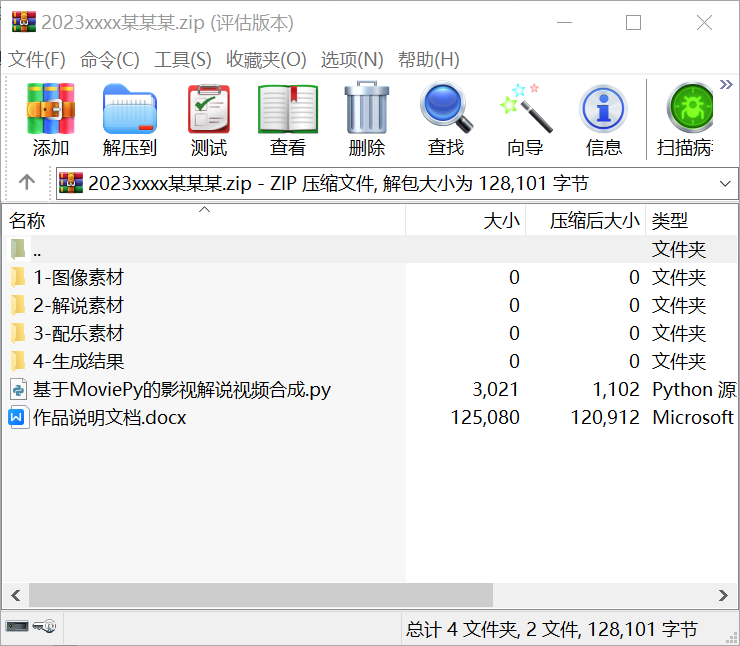 2023xxxx某某某.zip (评估版本)
文件(F) 命令(C) 工具(S) 收藏夹(O) 选项(N) 帮助(H)
添加 解压到 测试 查看 删除 查找 向导 信息 扫描病
2023xxxx某某某.zip - ZIP 压缩文件, 解包大小为 128,101 字节
名称 大小 压缩后大小 类型
.. 文件夹
1-图像素材 0 0 文件夹
2-解说素材 0 0 文件夹
3-配乐素材 0 0 文件夹
4-生成结果 0 0 文件夹
基于MoviePy的影视解说视频合成.py 3,021 1,102 Python 源
作品说明文档.docx 125,080 120,912 Microsoft
总计 4 文件夹, 2 文件, 128,101 字节